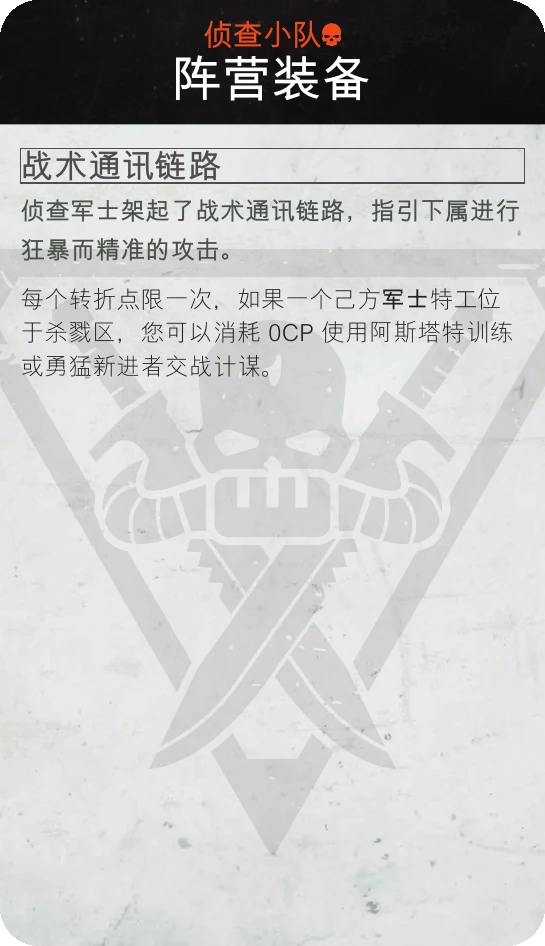 侦查小队
阵营装备
战术通讯链路
侦查军士架起了战术通讯链路，指引下属进行
狂暴而精准的攻击。
每个转折点限一次，如果一个己方军士特工位
于杀戮区，您可以消耗 0CP 使用阿斯塔特训练
或勇猛新进者交战计谋。